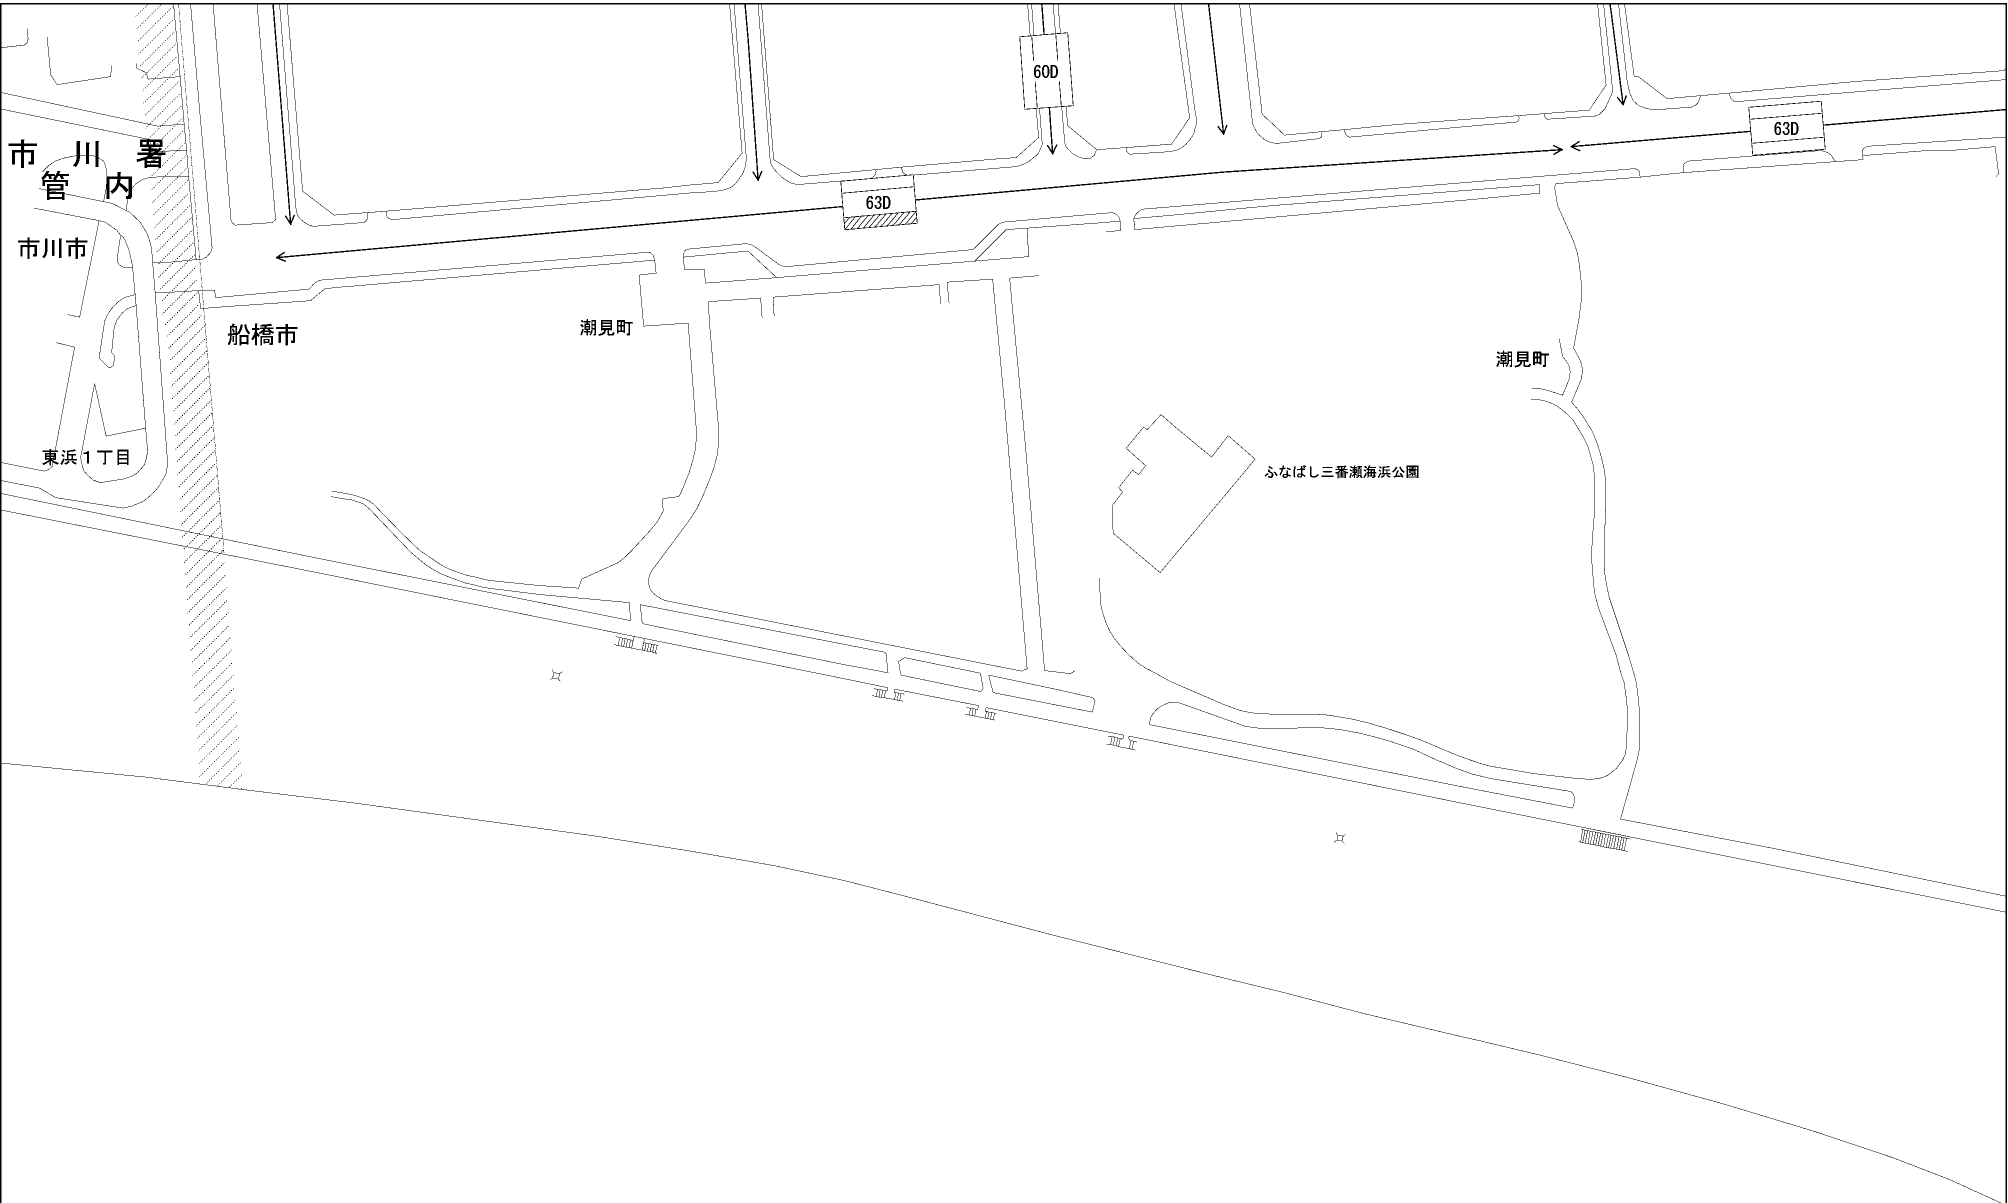 60D
63D
市川署
管内
63D
市川市
船橋市
潮見町
潮見町
東浜１丁目
ふなばし三番瀬海浜公園